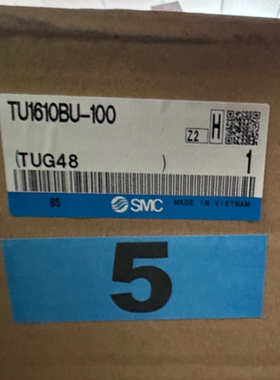 TU1610BU-100
Z2 H
(TUG48 ) 1
BS SMC MADE IN VIETNAM
5